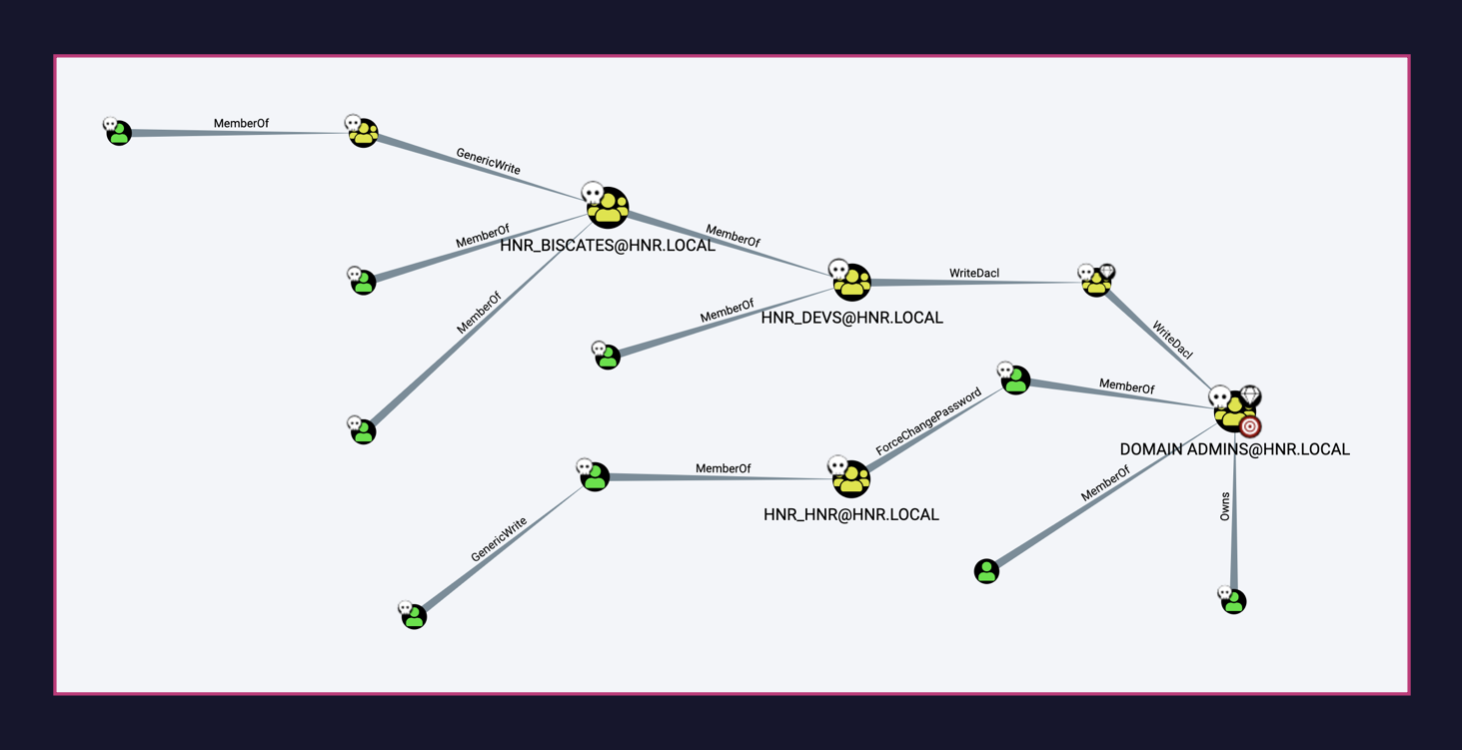 MemberOf
GenericWrite
MemberOf
HNR_BISCATES@HNR.LOCAL
MemberOf
WriteDacl
MemberOf
MemberOf
HNR_DEVS@HNR.LOCAL
WriteDacl
MemberOf
ForceChangePassword
DOMAIN ADMINS@HNR.LOCAL
MemberOf
MemberOf
Owns
HNR_HNR@HNR.LOCAL
GenericWrite